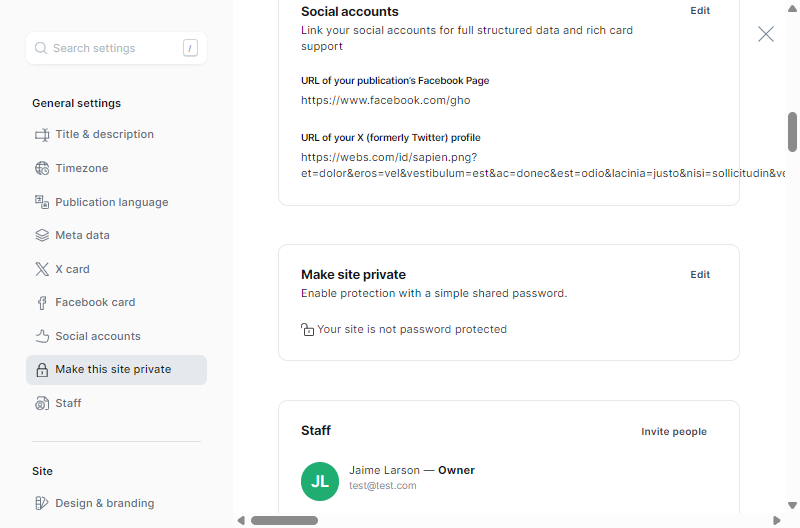 Search settings
/
General settings
Title & description
Timezone
Publication language
Meta data
X card
Facebook card
Social accounts
Make this site private
Staff
Site
Design & branding
Social accounts
Edit
Link your social accounts for full structured data and rich card
support
URL of your publication's Facebook Page
https://www.facebook.com/gho
URL of your X (formerly Twitter) profile
https://webs.com/id/sapien.png?
et=dolor&eros=vel&vestibulum=est&ac=donec&est=odio&lacinia=justo&nisi=sollicitudin&ve
Make site private
Edit
Enable protection with a simple shared password.
Your site is not password protected
Staff
Invite people
JL
Jaime Larson — Owner
test@test.com